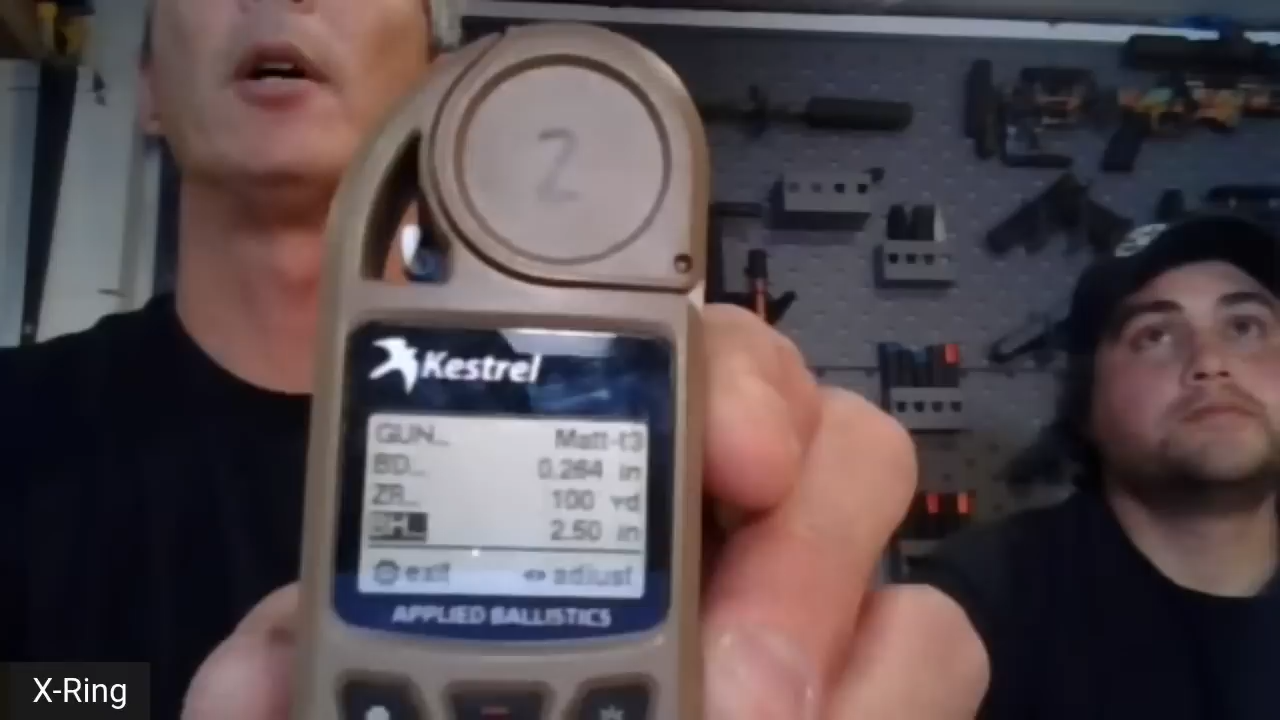 2
Kestrel
GUN... Matt-t3
BD... 0.264 in
ZR... 100 yd
BH... 2.50 in
exit adjust
APPLIED BALLISTICS
X-Ring